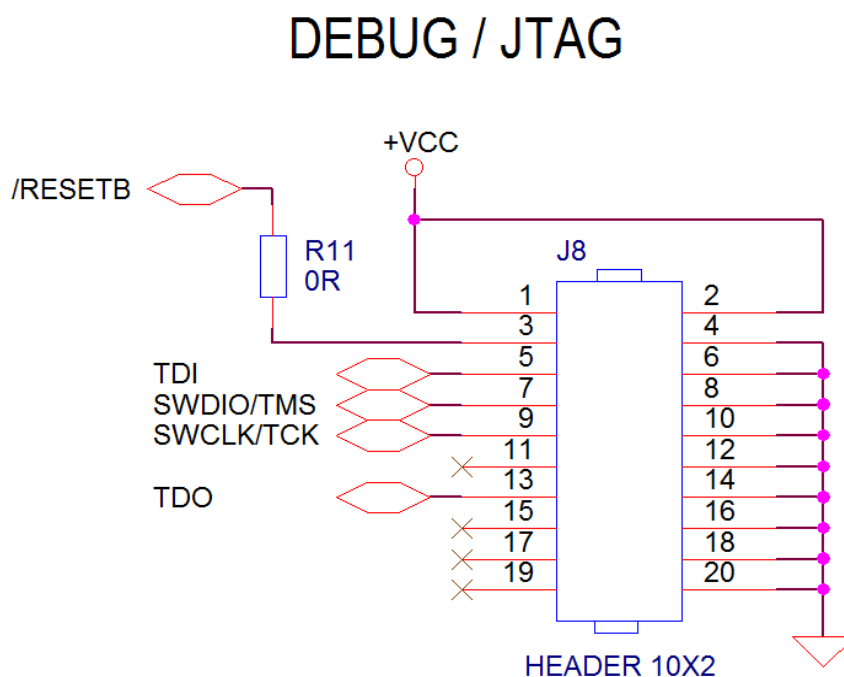 DEBUG / JTAG
+VCC
/RESETB
R11
0R
J8
1 2
3 4
TDI 5 6
SWDIO/TMS 7 8
SWCLK/TCK 9 10
11 12
TDO 13 14
15 16
17 18
19 20
HEADER 10X2